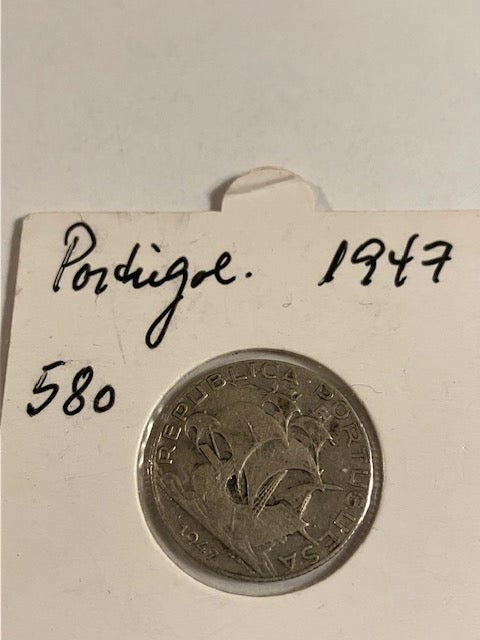 Portugal. 1947
580
REPUBLICA PORTUGUESA
1947